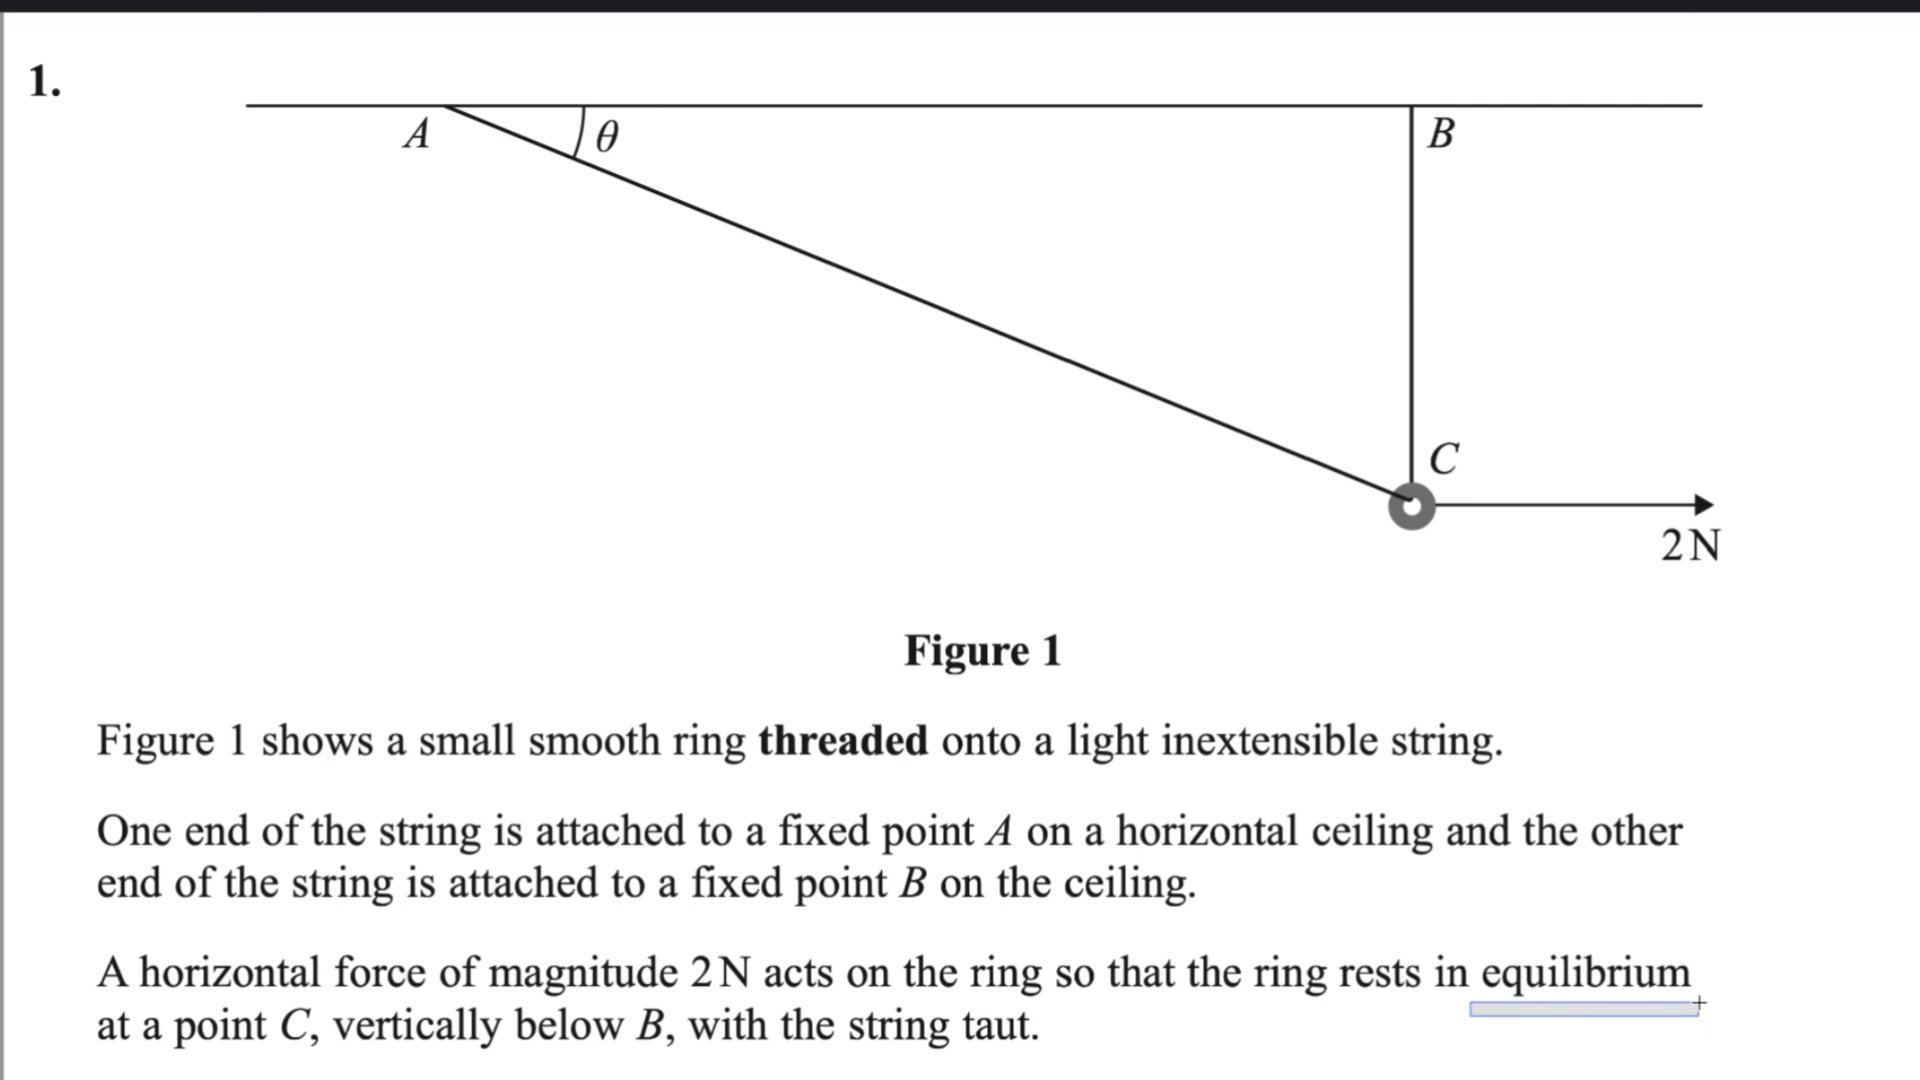 1.
A θ B
C
2 N
Figure 1
Figure 1 shows a small smooth ring threaded onto a light inextensible string.
One end of the string is attached to a fixed point A on a horizontal ceiling and the other
end of the string is attached to a fixed point B on the ceiling.
A horizontal force of magnitude 2 N acts on the ring so that the ring rests in equilibrium
at a point C, vertically below B, with the string taut.